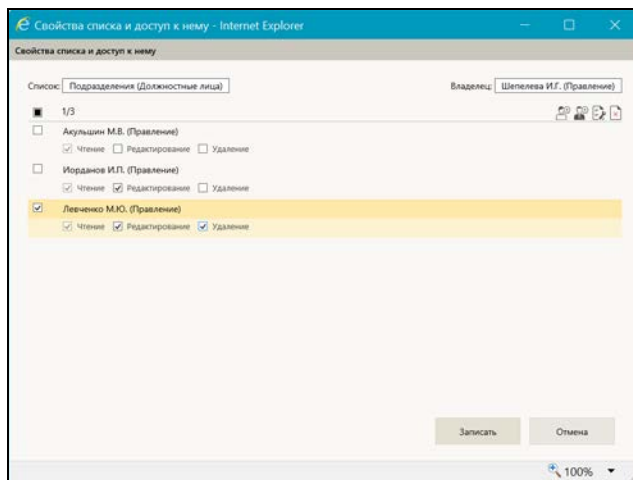 Свойства списка и доступ к нему - Internet Explorer
Свойства списка и доступ к нему
Список: Подразделения (Должностные лица) Владелец: Шепелева И.Г. (Правление)
1/3
Акульшин М.В. (Правление)
Чтение Редактирование Удаление
Иорданов И.П. (Правление)
Чтение Редактирование Удаление
Левченко М.Ю. (Правление)
Чтение Редактирование Удаление
Записать Отмена
100%